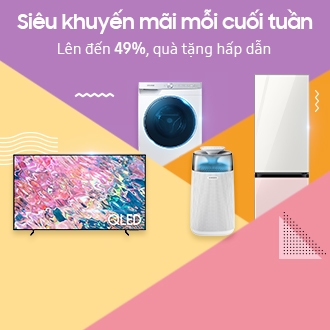 Siêu khuyến mãi mỗi cuối tuần
Lên đến 49%, quà tặng hấp dẫn
QLED